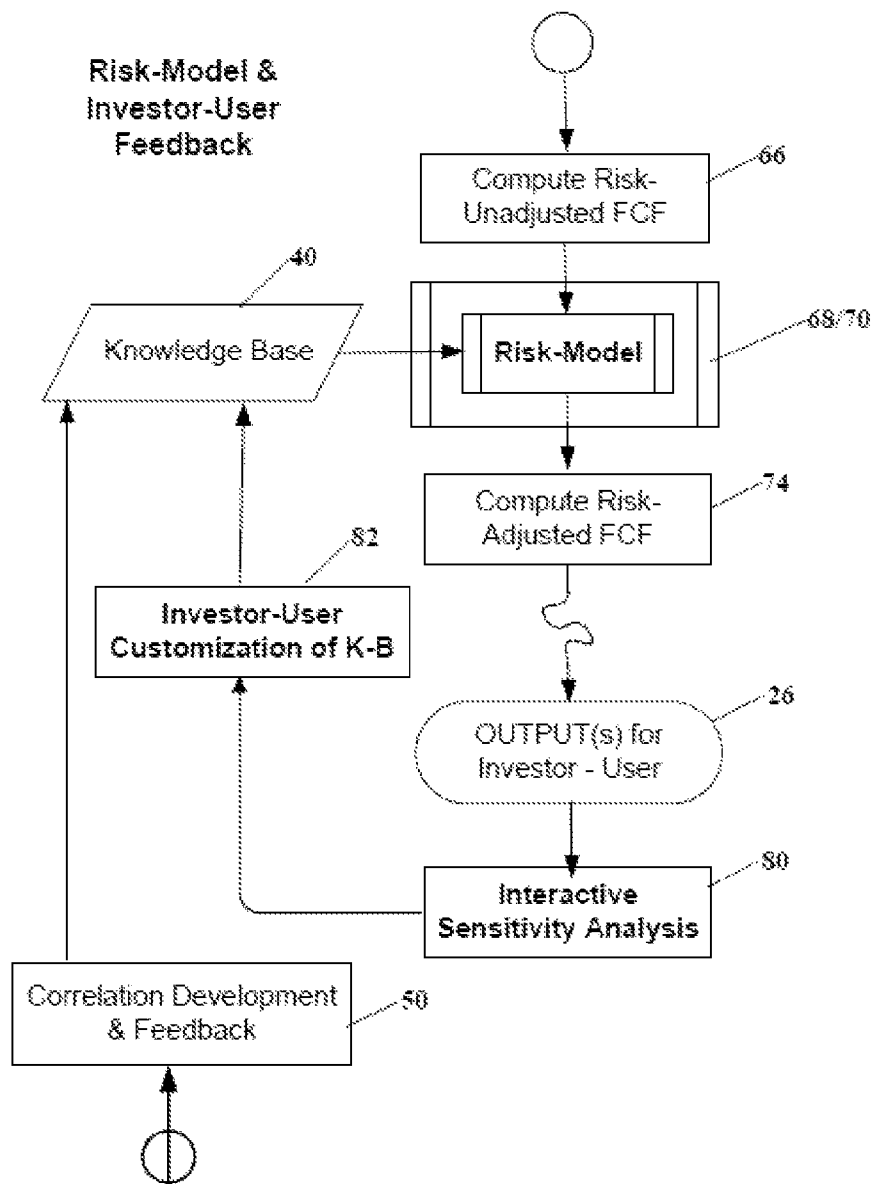 Risk-Model &
Investor-User
Feedback
Compute Risk-
Unadjusted FCF
66
40
Knowledge Base
Risk-Model
68/70
Compute Risk-
Adjusted FCF
74
82
Investor-User
Customization of K-B
26
OUTPUT(s) for
Investor - User
80
Interactive
Sensitivity Analysis
Correlation Development
& Feedback
50